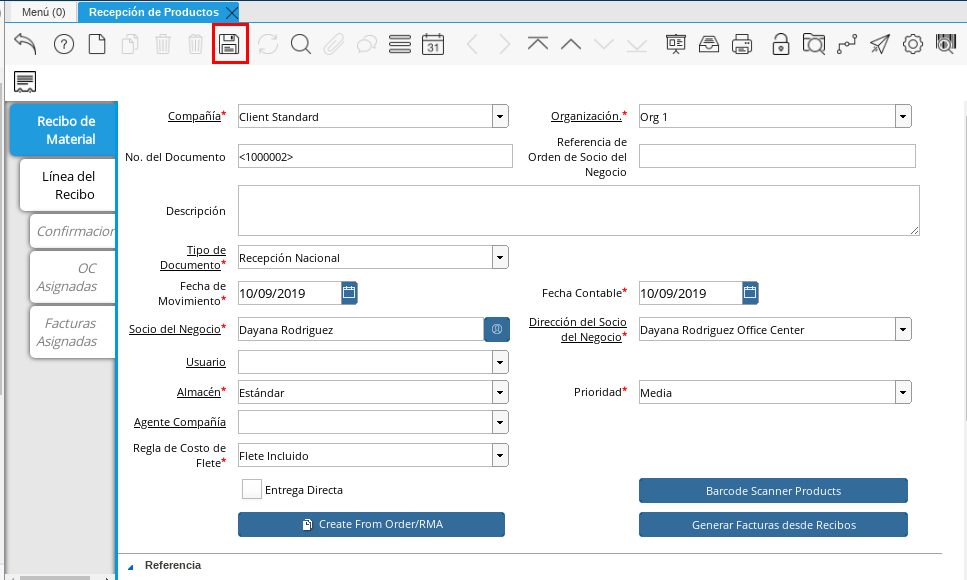 Menú (0)
Recepción de Productos
31
Recibo de
Material
Línea del
Recibo
Confirmacion
OC
Asignadas
Facturas
Asignadas
Compañía*
Client Standard
Organización.*
Org 1
No. del Documento
<1000002>
Referencia de
Orden de Socio del
Negocio
Descripción
Tipo de
Documento*
Recepción Nacional
Fecha de
Movimiento*
10/09/2019
Fecha Contable*
10/09/2019
Socio del Negocio*
Dayana Rodriguez
Dirección del Socio
del Negocio*
Dayana Rodriguez Office Center
Usuario
Almacén*
Estándar
Prioridad*
Media
Agente Compañía
Regla de Costo de
Flete*
Flete Incluido
Entrega Directa
Barcode Scanner Products
Create From Order/RMA
Generar Facturas desde Recibos
Referencia